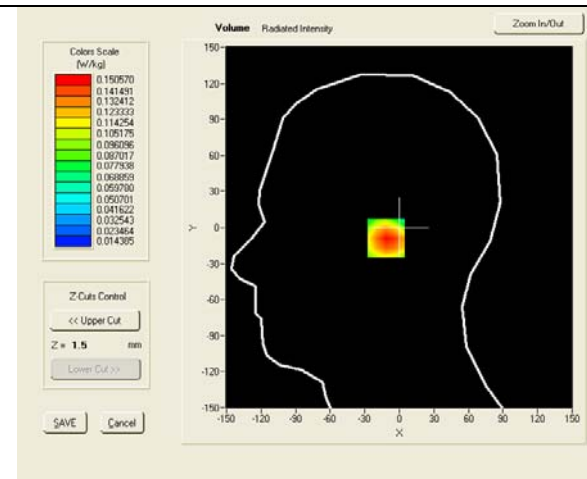 Volume Radiated Intensity
Zoom In/Out
Colors Scale
(W/kg)
0.150570
0.141491
0.132412
0.123333
0.114254
0.105175
0.096096
0.087017
0.077938
0.068859
0.059780
0.050701
0.041622
0.032543
0.023464
0.014385
Z-Cuts Control
<< Upper Cut
Z = 1.5 mm
Lower Cut >>
SAVE Cancel
150
120
90
60
30
0
-30
-60
-90
-120
-150
Y
-150 -120 -90 -60 -30 0 30 60 90 120 150
X